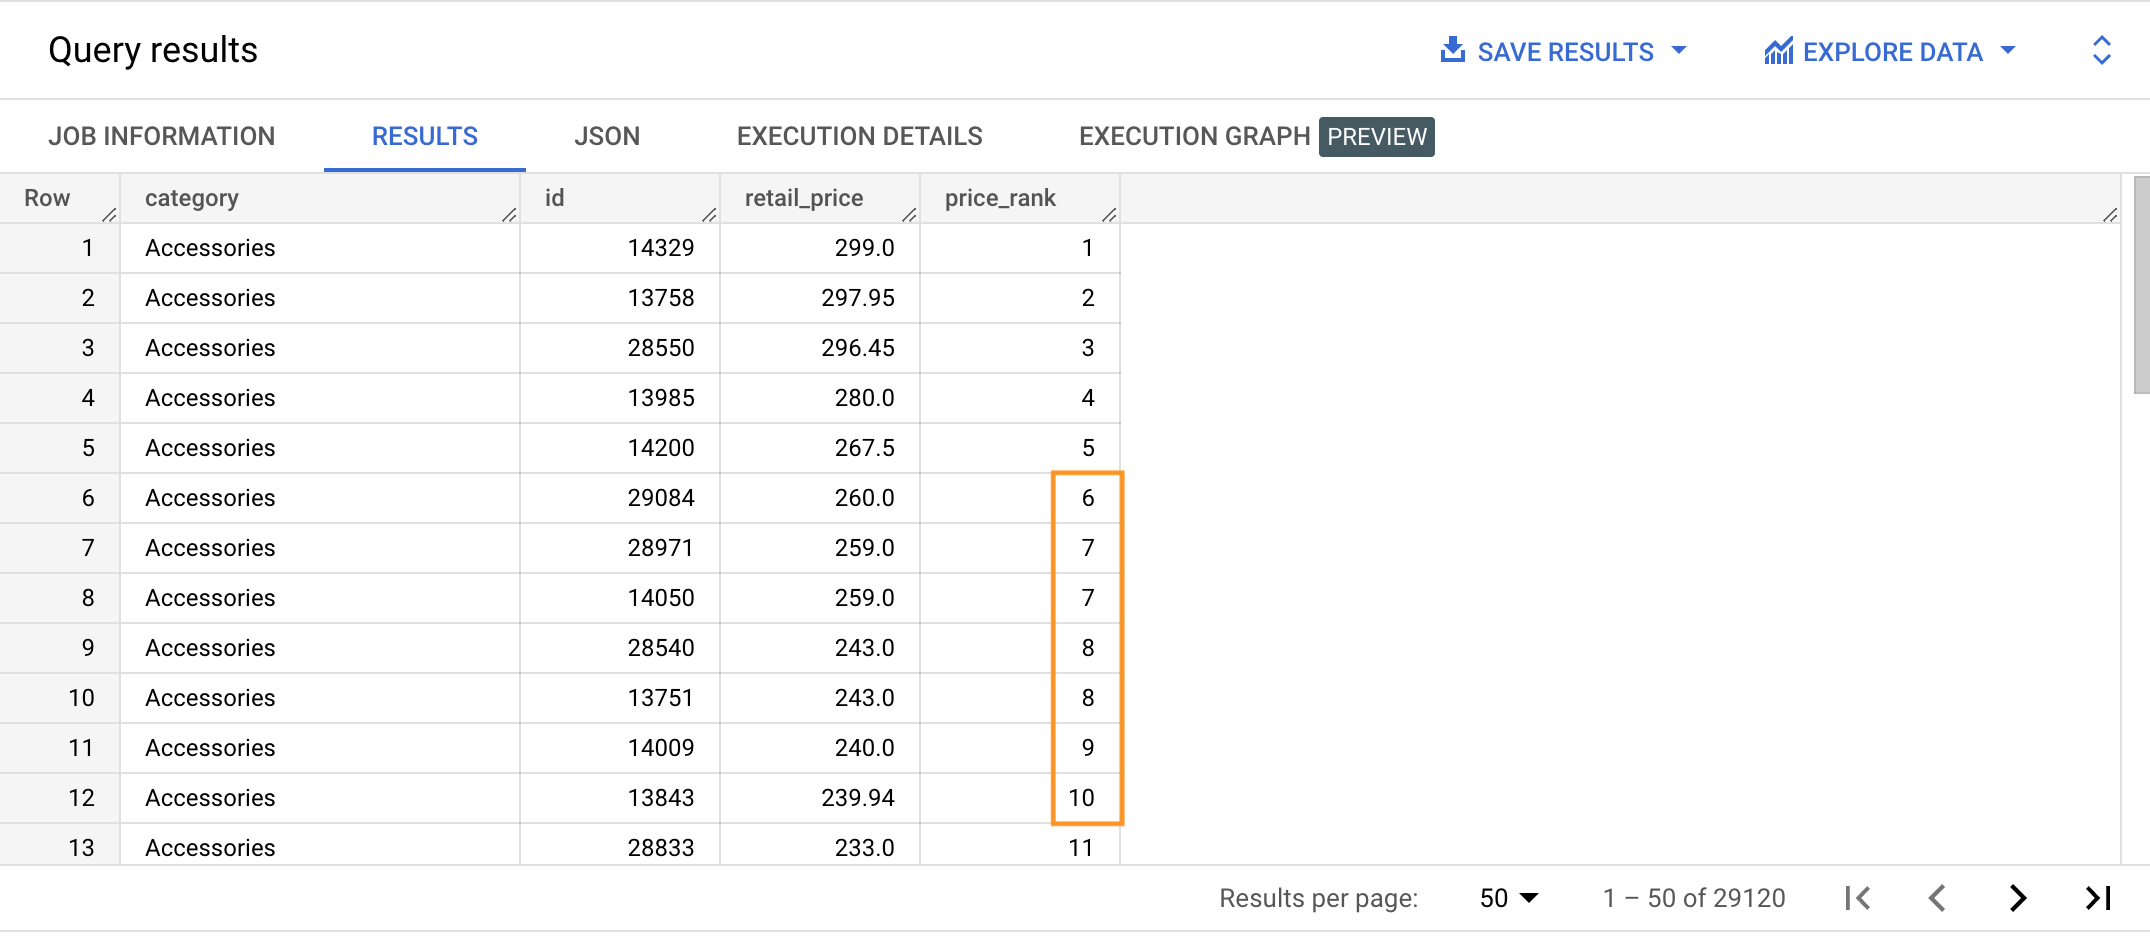 Query results SAVE RESULTS EXPLORE DATA
JOB INFORMATION RESULTS JSON EXECUTION DETAILS EXECUTION GRAPH PREVIEW
Row category id retail_price price_rank
1 Accessories 14329 299.0 1
2 Accessories 13758 297.95 2
3 Accessories 28550 296.45 3
4 Accessories 13985 280.0 4
5 Accessories 14200 267.5 5
6 Accessories 29084 260.0 6
7 Accessories 28971 259.0 7
8 Accessories 14050 259.0 7
9 Accessories 28540 243.0 8
10 Accessories 13751 243.0 8
11 Accessories 14009 240.0 9
12 Accessories 13843 239.94 10
13 Accessories 28833 233.0 11
Results per page: 50 1 – 50 of 29120